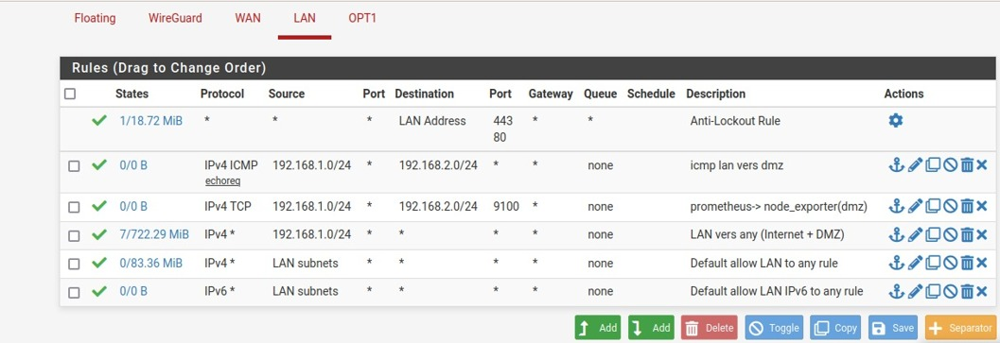 Floating WireGuard WAN LAN OPT1
Rules (Drag to Change Order)
States Protocol Source Port Destination Port Gateway Queue Schedule Description Actions
1/18.72 MiB * * * LAN Address 443 * * Anti-Lockout Rule
80
0/0 B IPv4 ICMP 192.168.1.0/24 * 192.168.2.0/24 * * none icmp lan vers dmz
echoreq
0/0 B IPv4 TCP 192.168.1.0/24 * 192.168.2.0/24 9100 * none prometheus-> node_exporter(dmz)
7/722.29 MiB IPv4 * 192.168.1.0/24 * * * * none LAN vers any (Internet + DMZ)
0/83.36 MiB IPv4 * LAN subnets * * * * none Default allow LAN to any rule
0/0 B IPv6 * LAN subnets * * * * none Default allow LAN IPv6 to any rule
Add Add Delete Toggle Copy Save Separator